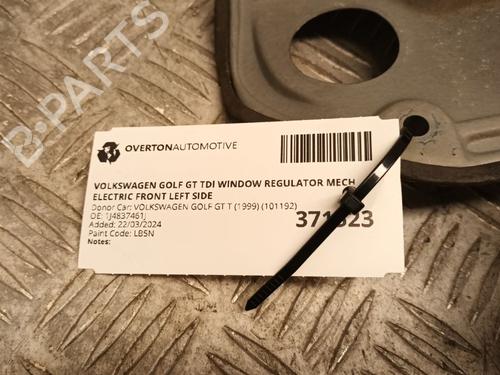 B-PARTS
OVERTONAUTOMOTIVE
VOLKSWAGEN GOLF GT TDI WINDOW REGULATOR MECH
ELECTRIC FRONT LEFT SIDE
Donor Car: VOLKSWAGEN GOLF GT T (1999) (101192)
OE: 1J4837461J
Added: 22/03/2024
Paint Code: LB5N
Notes: